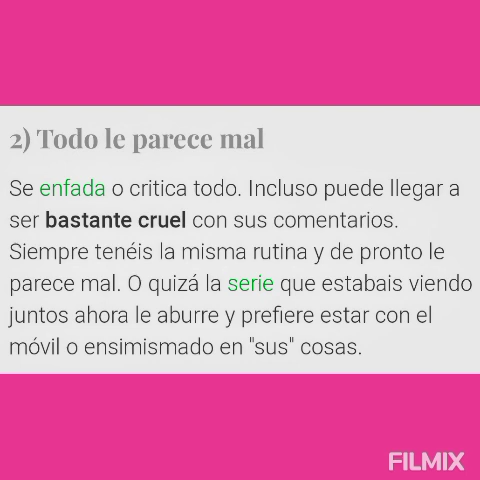 2) Todo le parece mal
Se enfada o critica todo. Incluso puede llegar a
ser bastante cruel con sus comentarios.
Siempre tenéis la misma rutina y de pronto le
parece mal. O quizá la serie que estabais viendo
juntos ahora le aburre y prefiere estar con el
móvil o ensimismado en "sus" cosas.
FILMIX